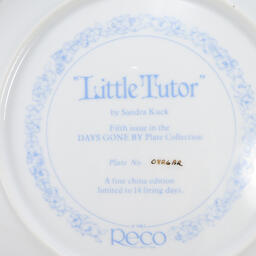 "Little Tutor"
by Sandra Kuck
Fifth issue in the
DAYS GONE BY Plate Collection
Plate No.
A fine china edition
limited to 14 firing days.
Reco